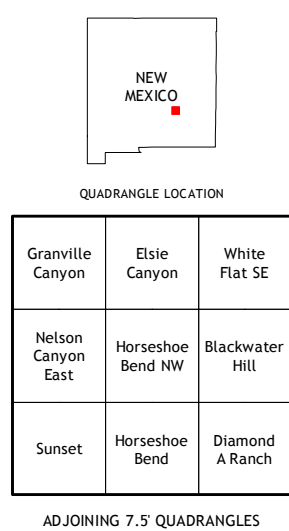 NEW
MEXICO
QUADRANGLE LOCATION
Granville
Canyon
Elsie
Canyon
White
Flat SE
Nelson
Canyon
East
Horseshoe
Bend NW
Blackwater
Hill
Sunset
Horseshoe
Bend
Diamond
A Ranch
ADJOINING 7.5' QUADRANGLES